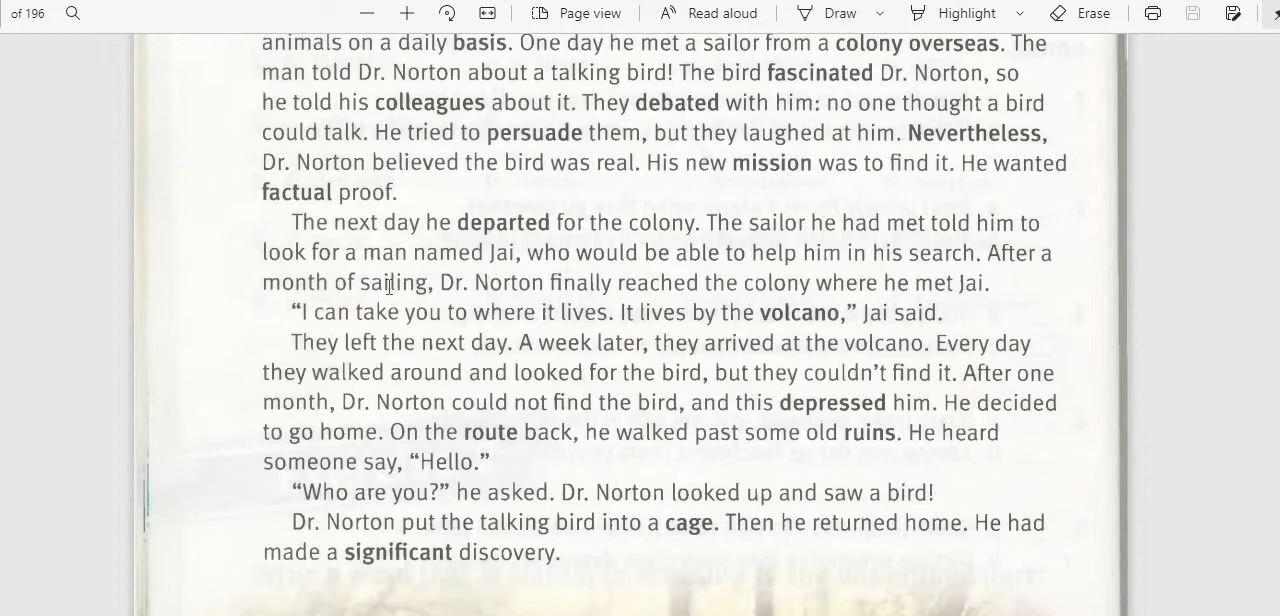 of 196
Page view
Read aloud
Draw
Highlight
Erase
animals on a daily basis. One day he met a sailor from a colony overseas. The
man told Dr. Norton about a talking bird! The bird fascinated Dr. Norton, so
he told his colleagues about it. They debated with him: no one thought a bird
could talk. He tried to persuade them, but they laughed at him. Nevertheless,
Dr. Norton believed the bird was real. His new mission was to find it. He wanted
factual proof.
The next day he departed for the colony. The sailor he had met told him to
look for a man named Jai, who would be able to help him in his search. After a
month of sailing, Dr. Norton finally reached the colony where he met Jai.
“I can take you to where it lives. It lives by the volcano,” Jai said.
They left the next day. A week later, they arrived at the volcano. Every day
they walked around and looked for the bird, but they couldn’t find it. After one
month, Dr. Norton could not find the bird, and this depressed him. He decided
to go home. On the route back, he walked past some old ruins. He heard
someone say, “Hello.”
“Who are you?” he asked. Dr. Norton looked up and saw a bird!
Dr. Norton put the talking bird into a cage. Then he returned home. He had
made a significant discovery.